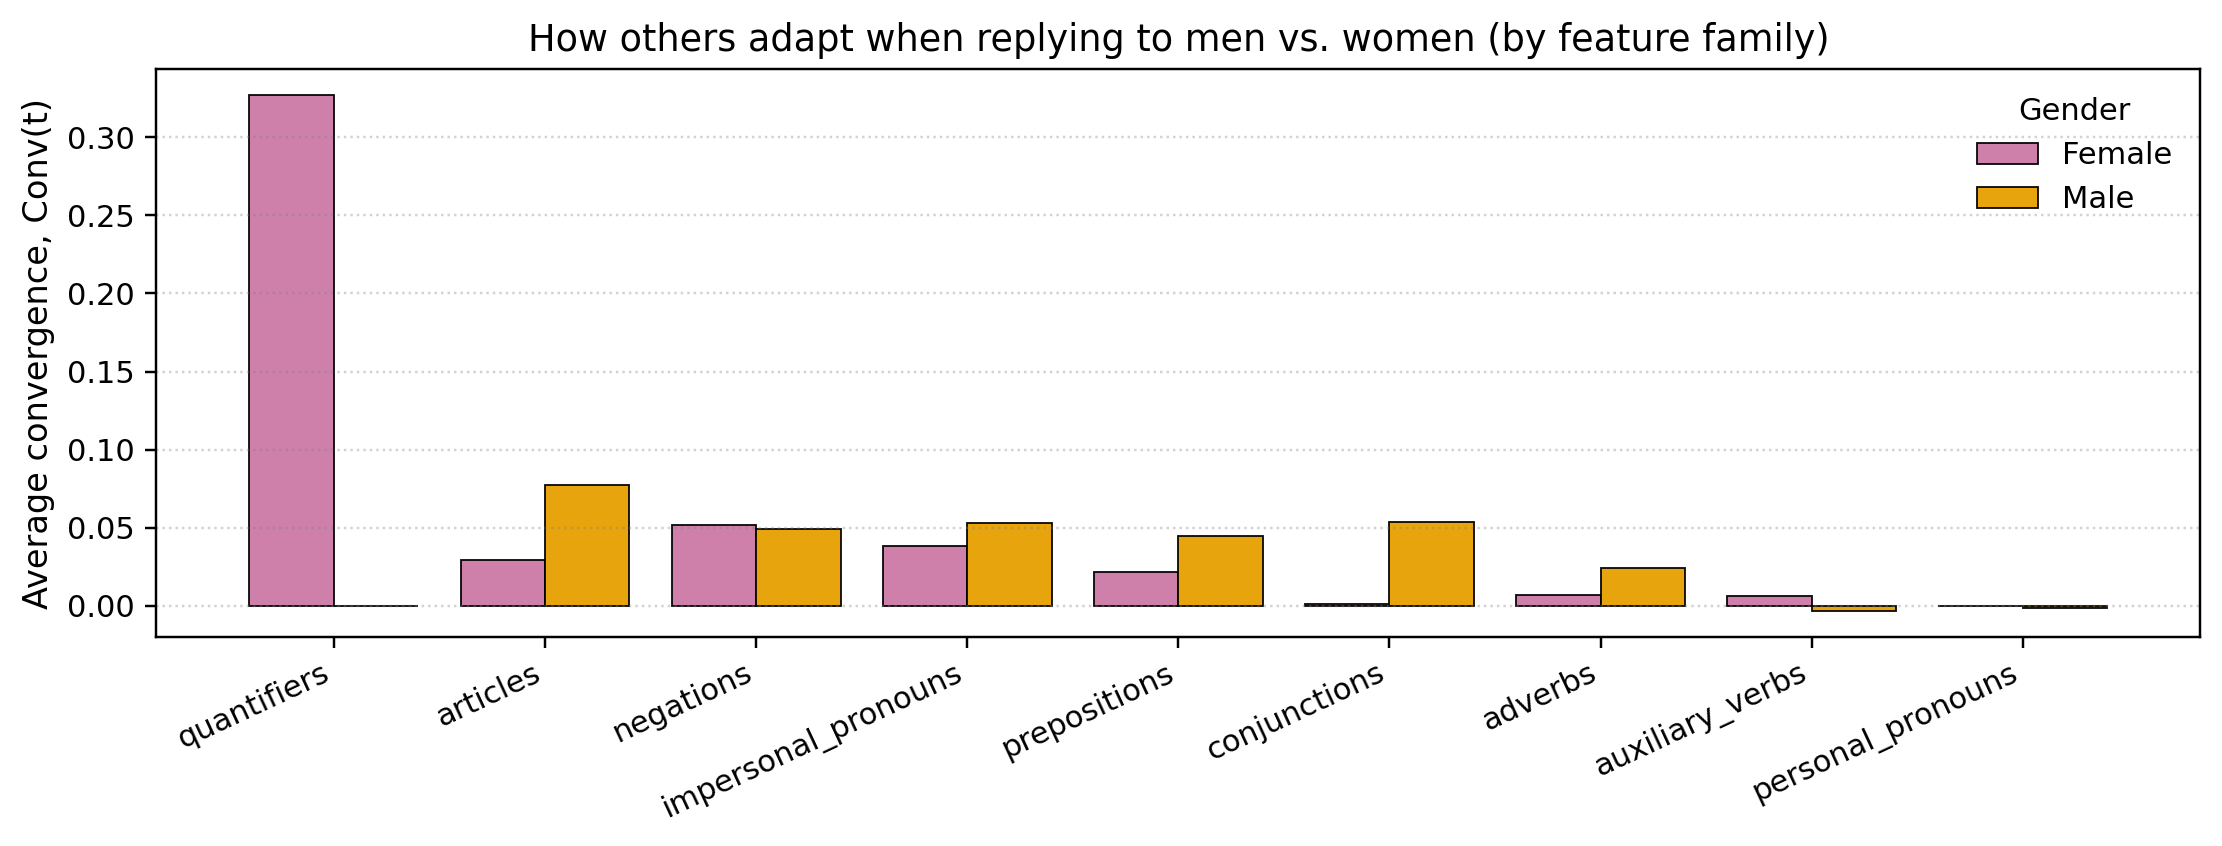 How others adapt when replying to men vs. women (by feature family)
Average convergence, Conv(t)
0.30
0.25
0.20
0.15
0.10
0.05
0.00
Gender
Female
Male
quantifiers
articles
negations
impersonal_pronouns
prepositions
conjunctions
adverbs
auxiliary_verbs
personal_pronouns